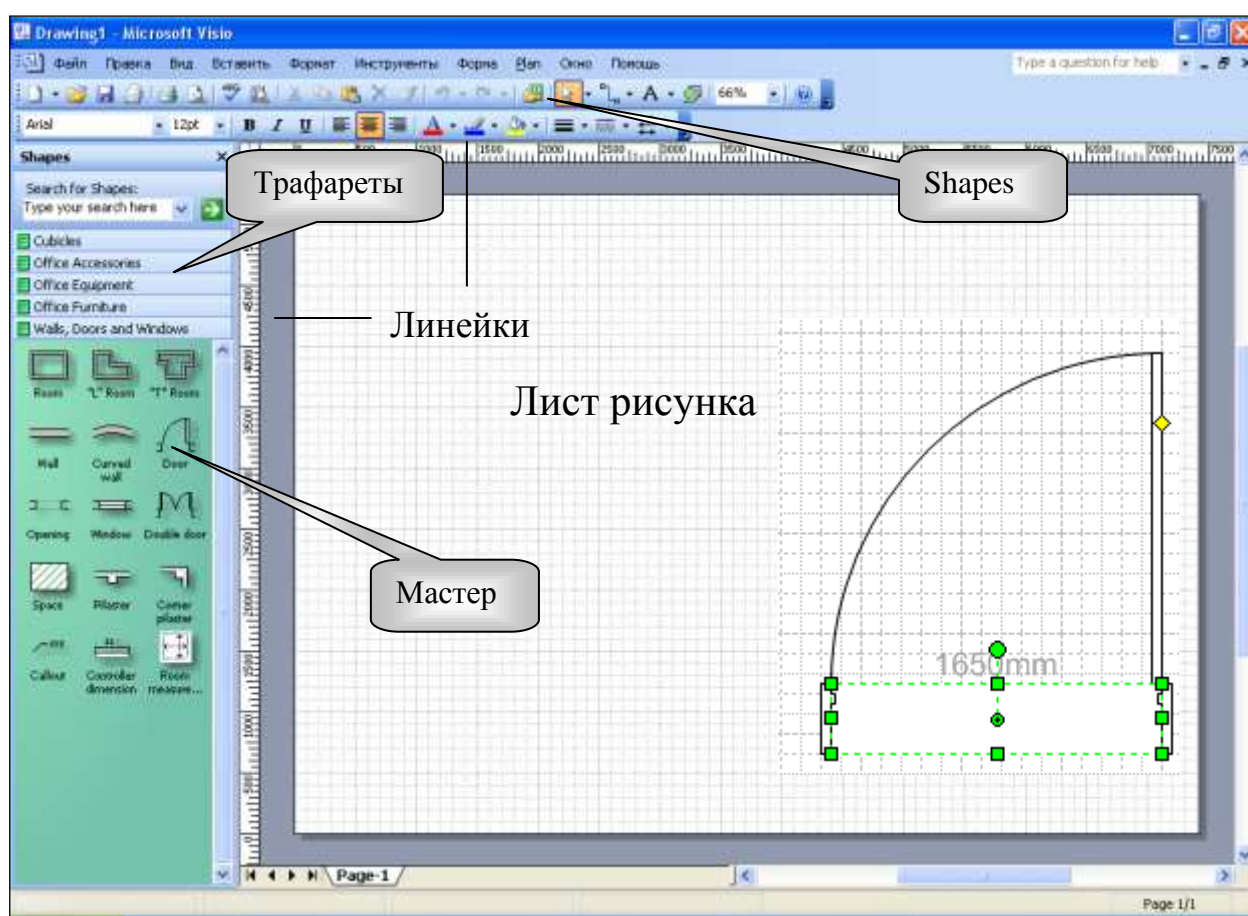 Drawing1 - Microsoft Visio
Файл Правка Вид Вставить Формат Инструменты Форма Plan Окно Помощь Type a question for help
66%
Arial 12pt B I U A
Shapes
Search for Shapes:
Type your search here
Cubicles
Office Accessories
Office Equipment
Office Furniture
Walls, Doors and Windows
Room "L" Room "T" Room
Wall Curved wall Door
Opening Window Double door
Space Pilaster Corner pilaster
Callout Controller dimension Room measure...
Трафареты
Shapes
Линейки
Лист рисунка
Мастер
1650mm
Page-1
Page 1/1